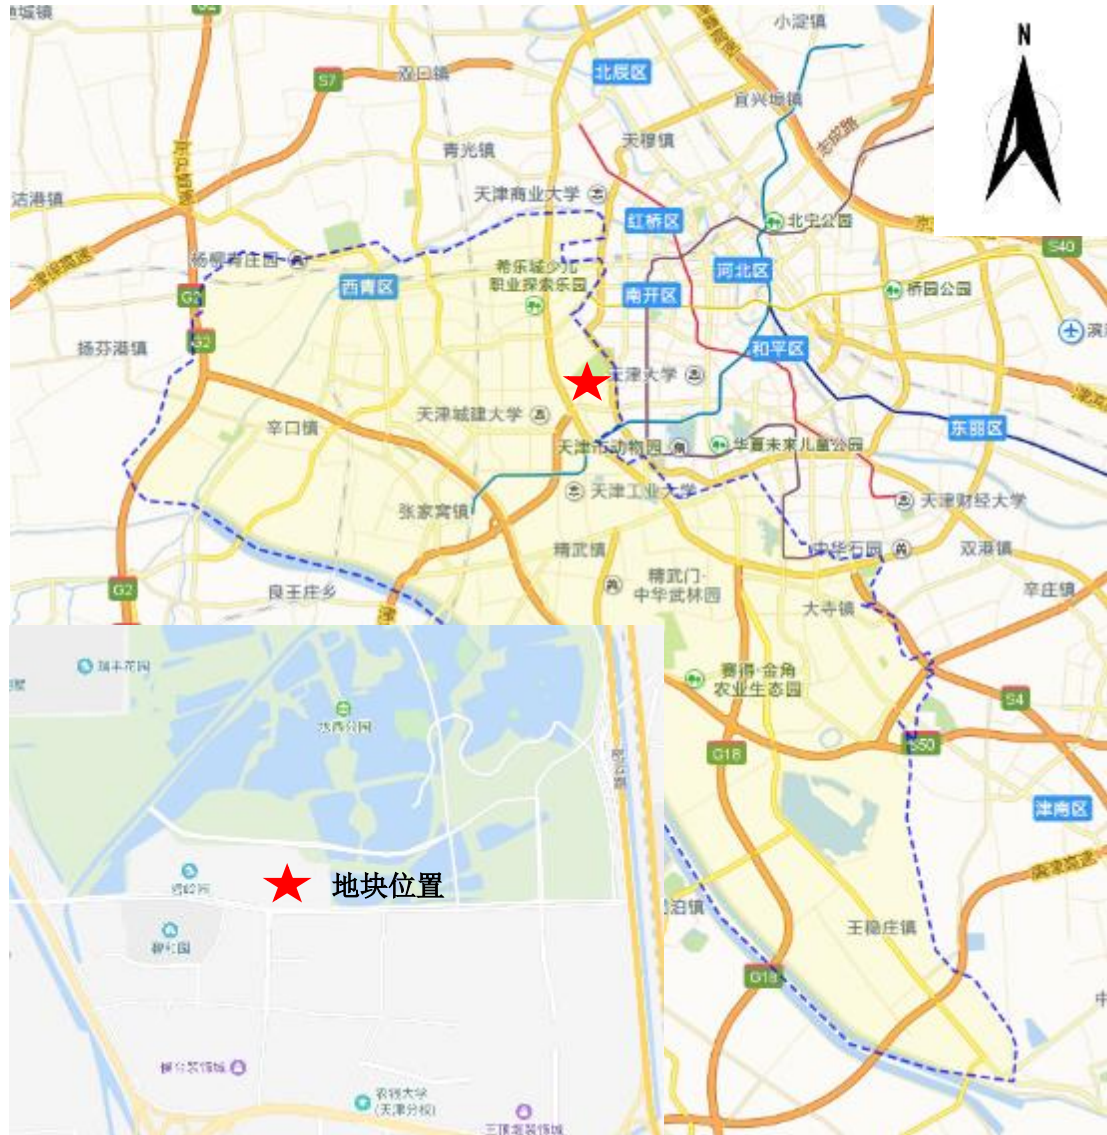 小淀镇
N
双口镇
北辰区
S7
宜兴埠镇
志成路
天穆镇
青光镇
沽港镇
天津商业大学
红桥区
北宁公园
S40
杨柳青庄园
河北区
西青区
希乐城少儿
职业探索乐园
南开区
桥园公园
G2
扬芬港镇
和平区
天津大学
天津城建大学
辛口镇
东丽区
天津市动物园
华夏未来儿童公园
天津工业大学
天津财经大学
张家窝镇
精武镇
中华石园
双港镇
G2
良王庄乡
精武门·
中华武林园
大寺镇
辛庄镇
瑞丰花园
赛得·金角
农业生态园
S4
水西公园
G18
S50
津南区
地块位置
王稳庄镇
G18
农钱大学
(天津分校)